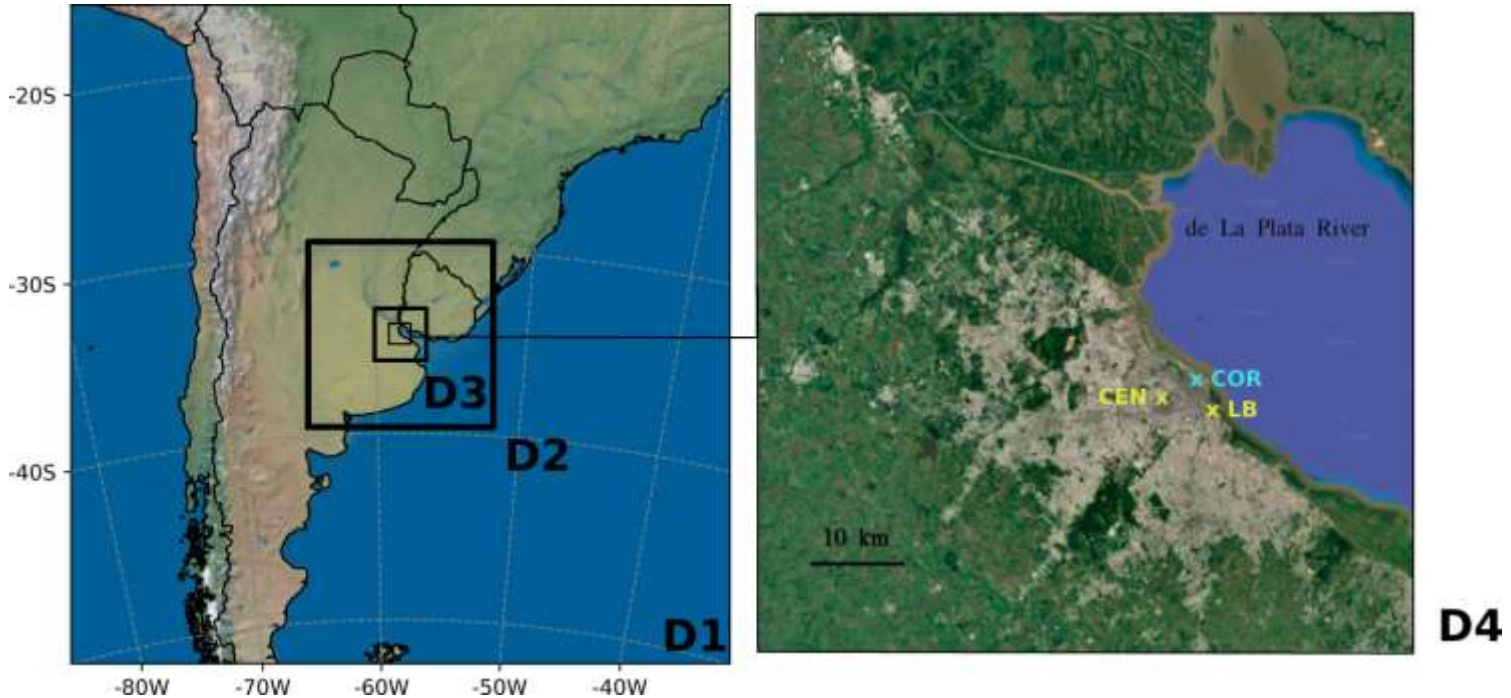 -20S
-30S
-40S
-80W
-70W
-60W
-50W
-40W
D3
D2
D1
de La Plata River
COR
CEN
LB
10 km
D4